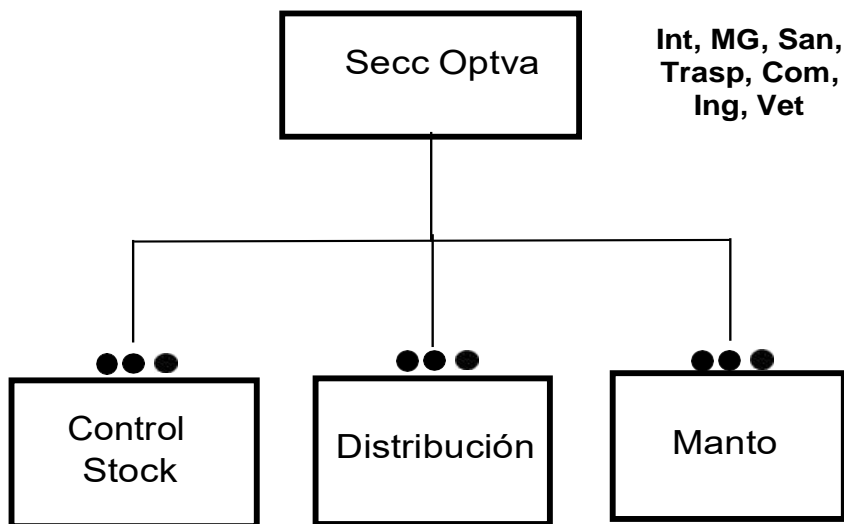 Secc Optva
Int, MG, San,
Trasp, Com,
Ing, Vet
Control
Stock
Distribución
Manto